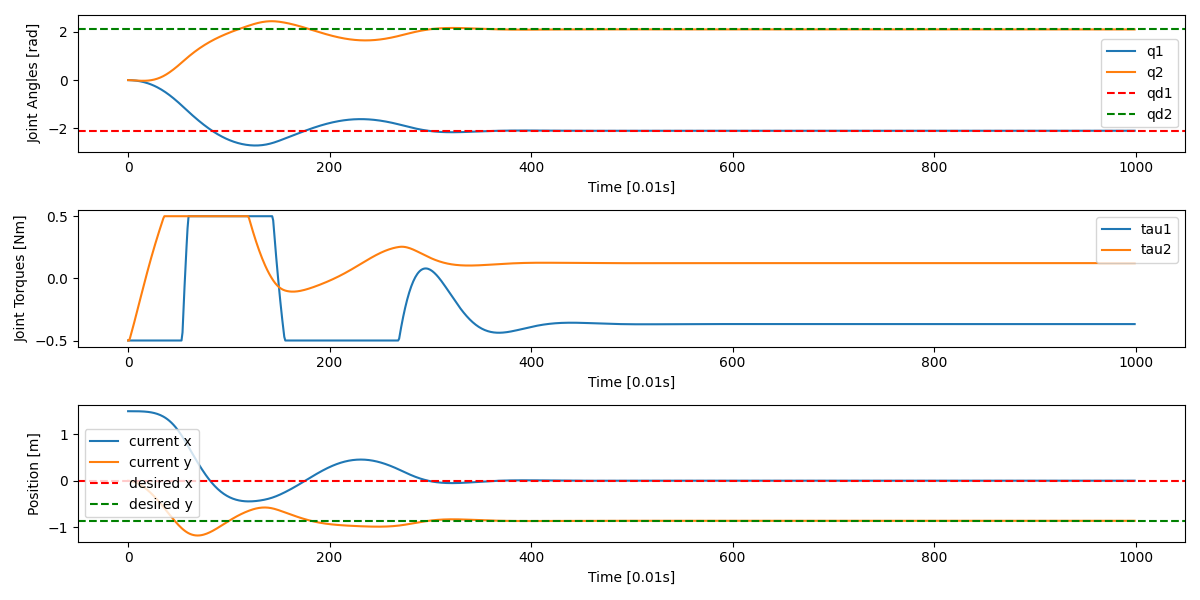 Joint Angles [rad]
2
0
−2
q1
q2
qd1
qd2
0 200 400 600 800 1000
Time [0.01s]
Joint Torques [Nm]
0.5
0.0
−0.5
tau1
tau2
0 200 400 600 800 1000
Time [0.01s]
Position [m]
1
0
−1
current x
current y
desired x
desired y
0 200 400 600 800 1000
Time [0.01s]